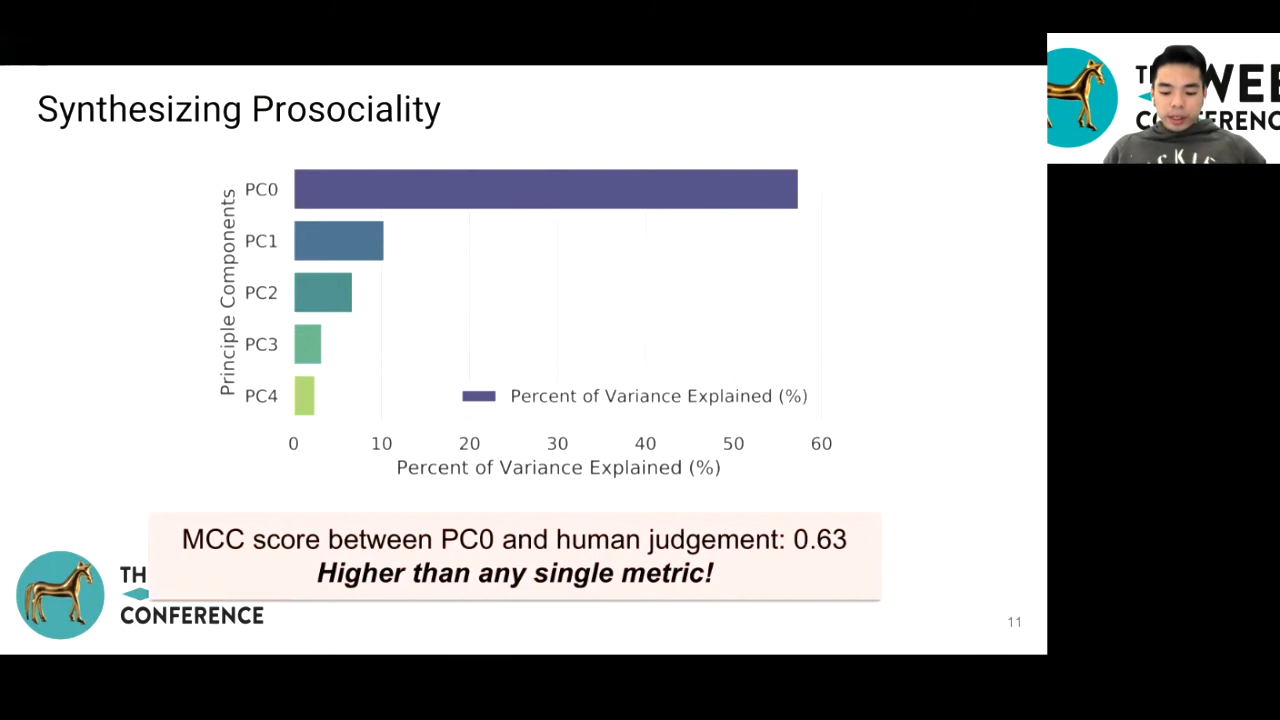 Synthesizing Prosociality
Principle Components
PC0
PC1
PC2
PC3
PC4
Percent of Variance Explained (%)
0 10 20 30 40 50 60
Percent of Variance Explained (%)
MCC score between PC0 and human judgement: 0.63
Higher than any single metric!
TH
CONFERENCE
11